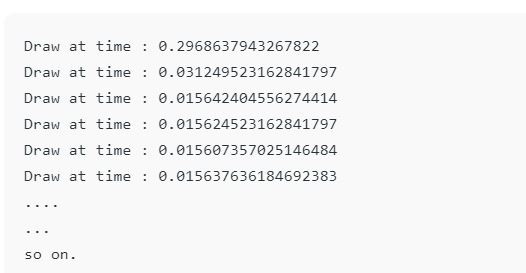 Draw at time : 0.2968637943267822
Draw at time : 0.031249523162841797
Draw at time : 0.015642404556274414
Draw at time : 0.015624523162841797
Draw at time : 0.015607357025146484
Draw at time : 0.015637636184692383
....
...
so on.